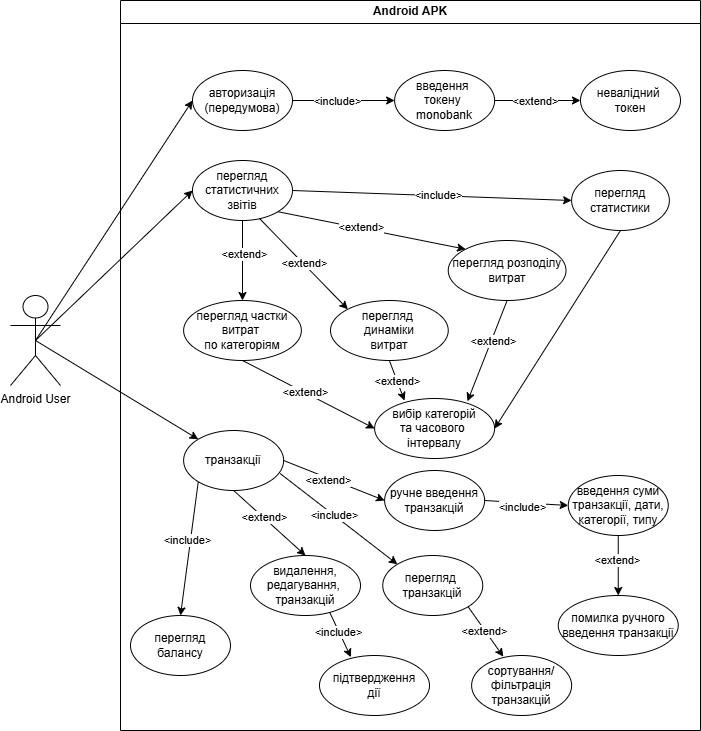 Android APK
авторизація
(передумова)
<include>
введення
токену
monobank
<extend>
невалідний
токен
перегляд
статистичних
звітів
<include>
перегляд
статистики
<extend>
<extend>
<extend>
перегляд розподілу
витрат
перегляд частки
витрат
по категоріям
перегляд
динаміки
витрат
<extend>
<extend>
<extend>
вибір категорій
та часового
інтервалу
Android User
транзакції
<extend>
ручне введення
транзакцій
<include>
введення суми
транзакції, дати,
категорії, типу
<include>
<extend>
<include>
<extend>
видалення,
редагування,
транзакцій
перегляд
транзакцій
помилка ручного
введення транзакції
<include>
<extend>
перегляд
балансу
підтвердження
дії
сортування/
фільтрація
транзакцій